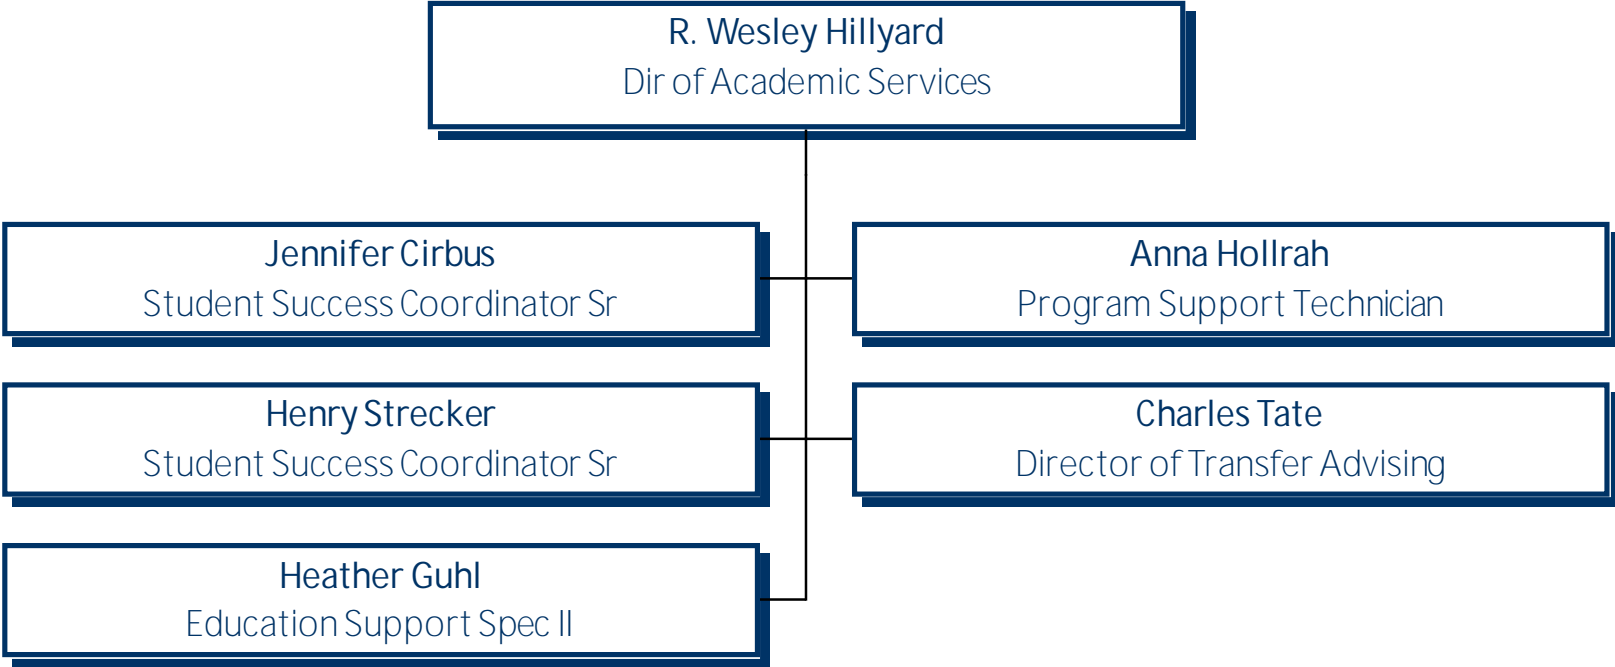 R. Wesley Hillyard
Dir of Academic Services
Jennifer Cirbus
Student Success Coordinator Sr
Anna Hollrah
Program Support Technician
Henry Strecker
Student Success Coordinator Sr
Charles Tate
Director of Transfer Advising
Heather Guhl
Education Support Spec II